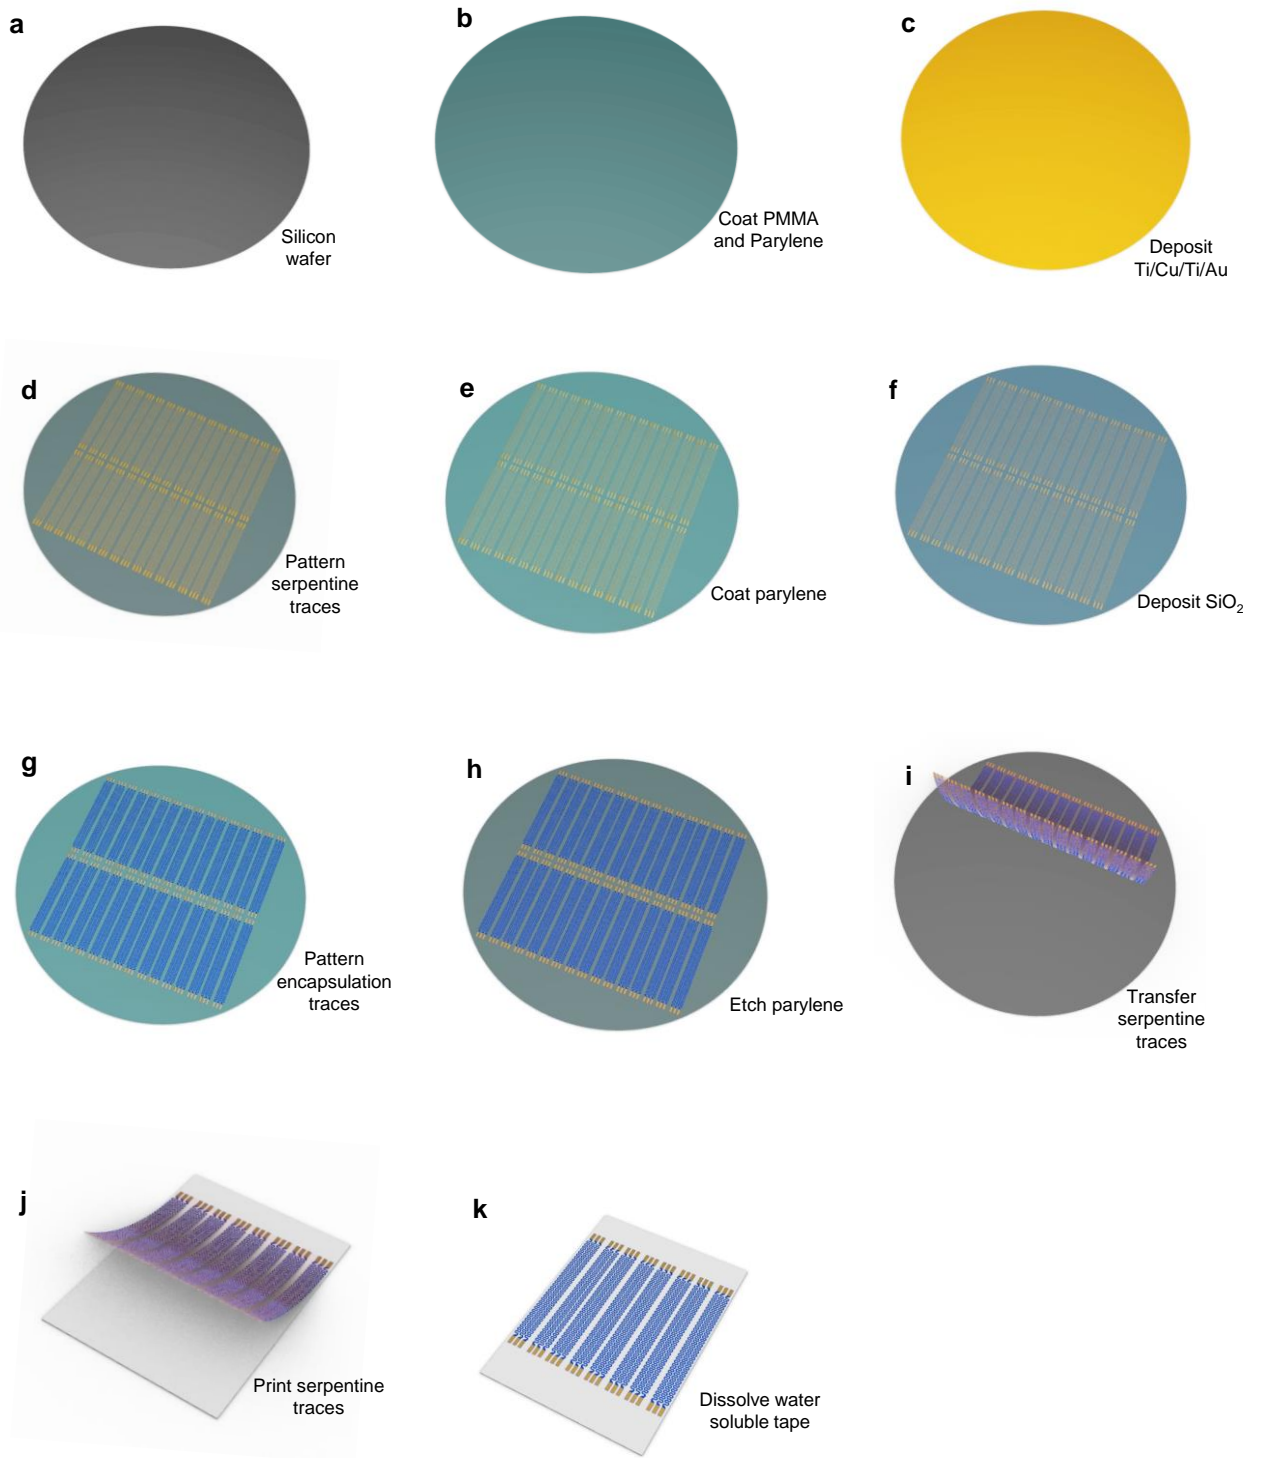 a
Silicon
wafer
b
Coat PMMA
and Parylene
c
Deposit
Ti/Cu/Ti/Au
d
Pattern
serpentine
traces
e
Coat parylene
f
Deposit SiO₂
g
Pattern
encapsulation
traces
h
Etch parylene
i
Transfer
serpentine
traces
j
Print serpentine
traces
k
Dissolve water
soluble tape